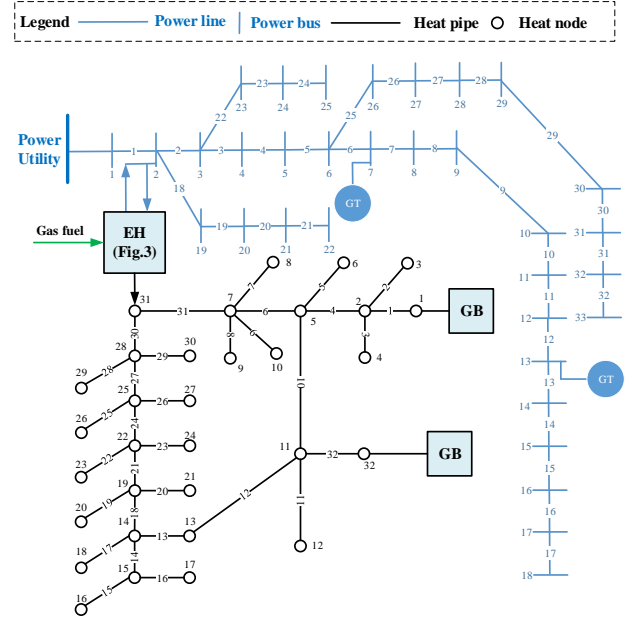 Legend Power line Power bus Heat pipe Heat node
23 24
26 27 28
23 24 25
26 27 28 29
22 25
29
Power
Utility
1 2 3 4 5 6 7 8
1 2 3 4 5 6 7 8 9
18
9
30
30
GT
19 20 21
19 20 21 22
10 31
Gas fuel
EH
(Fig.3)
10 31
8 6 3
11 32
7 5 2
11 32
31 31 7 6 5 4 2 1 1
GB
12 33
30 8 9 3
12
28 29 30
9 10 4
13
29 28 27
10
13
GT
25 26 27
14
26 25 24
14
22 23 24
11 32 32
GB
15
23 22 21
15
19 20 21
16
20 19 18
12
11
16
14 13 13
17
18 17 14
12
17
15 16 17
18
16 15